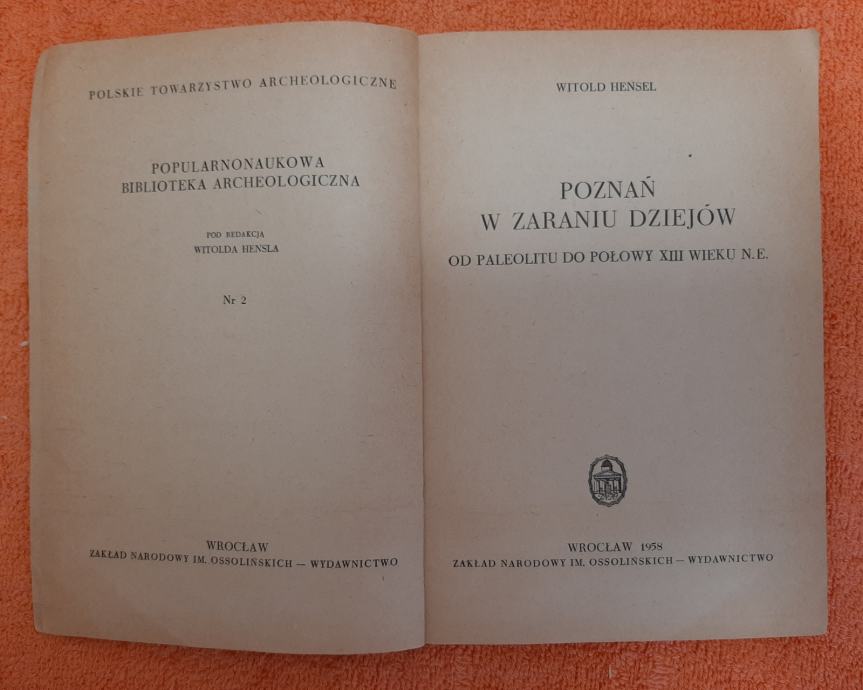 POLSKIE TOWARZYSTWO ARCHEOLOGICZNE
POPULARNONAUKOWA
BIBLIOTEKA ARCHEOLOGICZNA
POD REDAKCJĄ
WITOLDA HENSLA
Nr 2
WROCŁAW
ZAKŁAD NARODOWY IM. OSSOLIŃSKICH — WYDAWNICTWO
WITOLD HENSEL
POZNAŃ
W ZARANIU DZIEJÓW
OD PALEOLITU DO POŁOWY XIII WIEKU N.E.
WROCŁAW 1958
ZAKŁAD NARODOWY IM. OSSOLIŃSKICH — WYDAWNICTWO